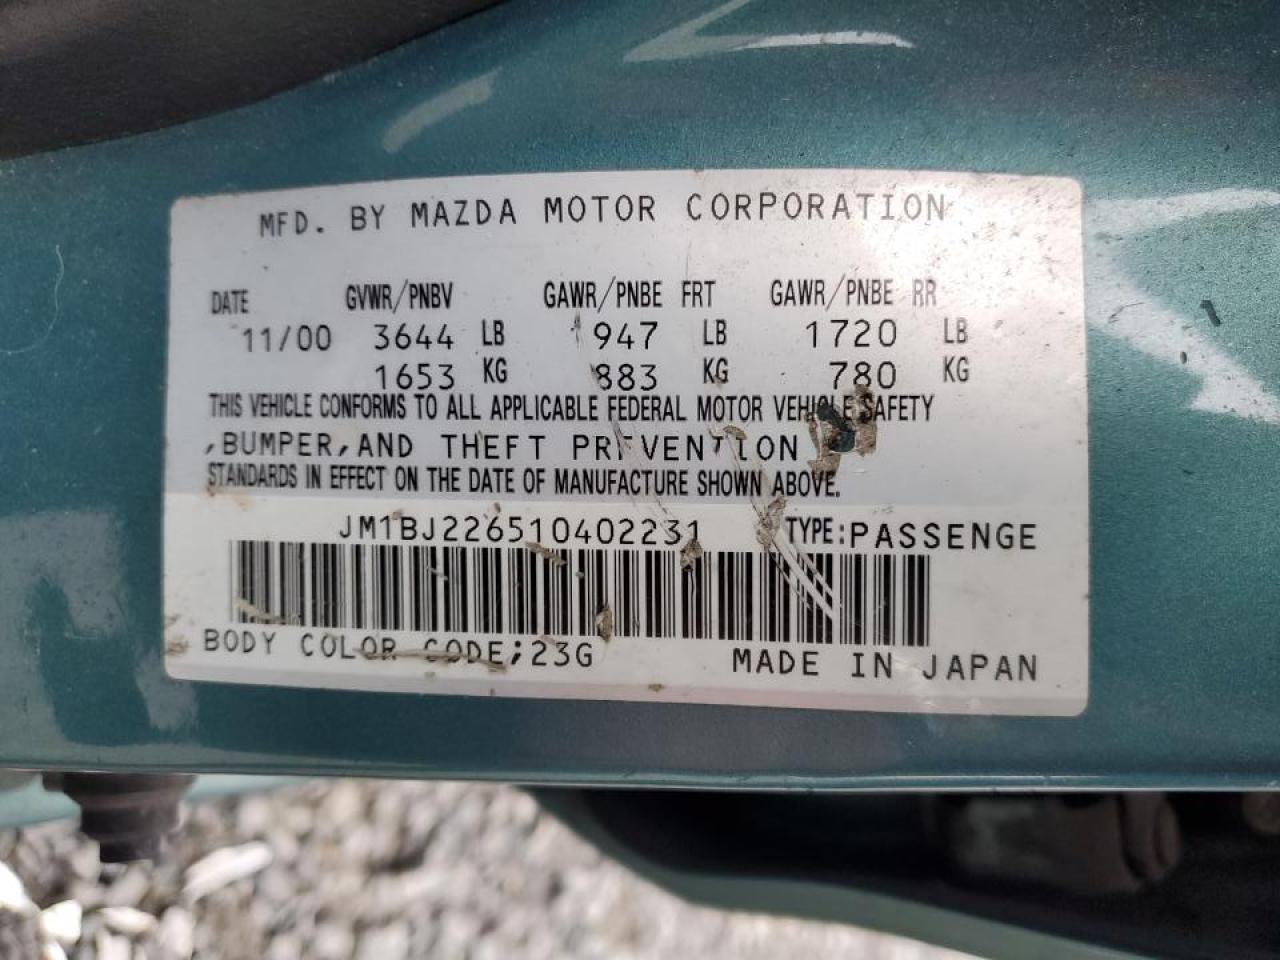 MFD. BY MAZDA MOTOR CORPORATION
DATE GVWR/PNBV GAWR/PNBE FRT GAWR/PNBE RR
11/00 3644 LB 1947 LB 1720 LB
1653 KG 883 KG 780 KG
THIS VEHICLE CONFORMS TO ALL APPLICABLE FEDERAL MOTOR VEHICLE SAFETY
,BUMPER,AND THEFT PREVENTION
STANDARDS IN EFFECT ON THE DATE OF MANUFACTURE SHOWN ABOVE.
JM1BJ226510402231 TYPE:PASSENGE
BODY COLOR CODE;23G MADE IN JAPAN